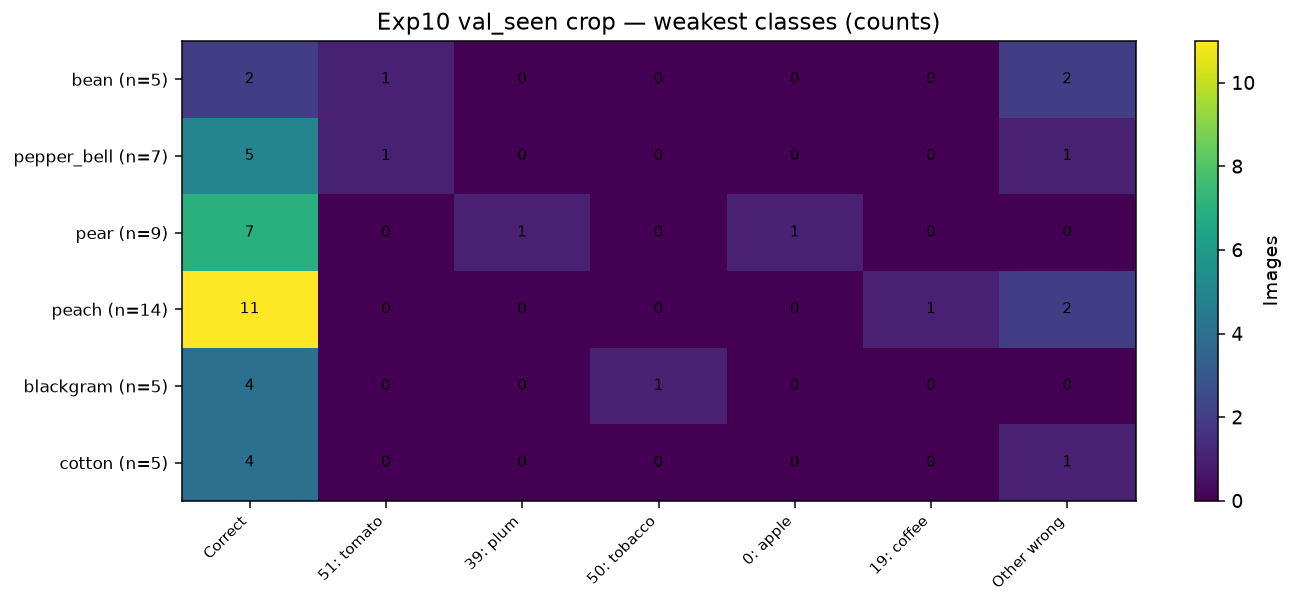 Exp10 val_seen crop — weakest classes (counts)
bean (n=5) 2 1 0 0 0 0 2
pepper_bell (n=7) 5 1 0 0 0 0 1
pear (n=9) 7 0 1 0 1 0 0
peach (n=14) 11 0 0 0 0 1 2
blackgram (n=5) 4 0 0 1 0 0 0
cotton (n=5) 4 0 0 0 0 0 1
Correct
51: tomato
39: plum
50: tobacco
0: apple
19: coffee
Other wrong
10
8
6
4
2
0
Images